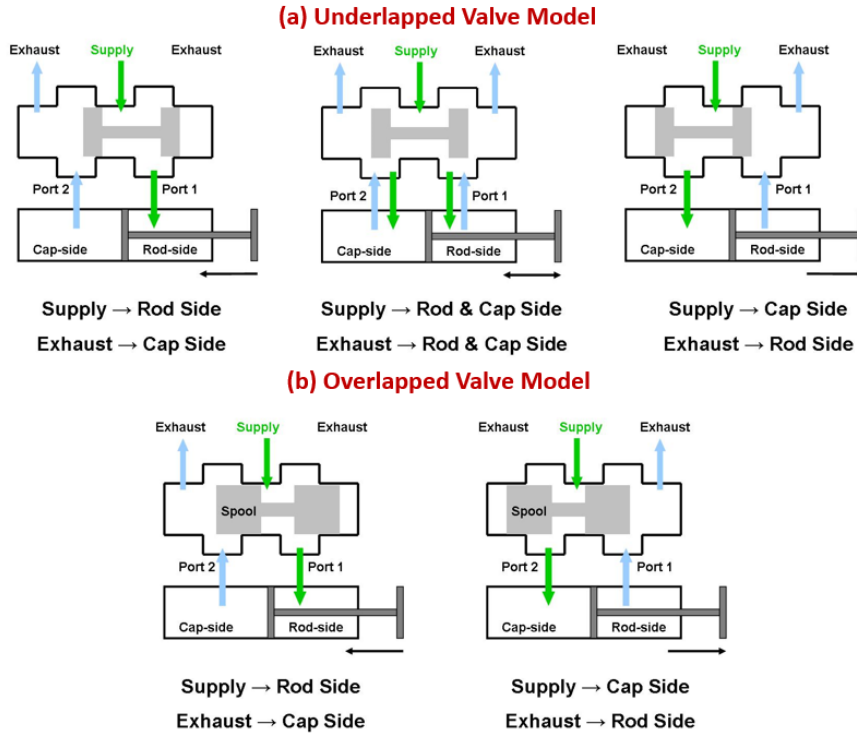 (a) Underlapped Valve Model
Exhaust Supply Exhaust
Exhaust Supply Exhaust
Exhaust Supply Exhaust
Port 2 Port 1
Port 2 Port 1
Port 2 Port 1
Cap-side Rod-side
Cap-side Rod-side
Cap-side Rod-side
Supply → Rod Side
Supply → Rod & Cap Side
Supply → Cap Side
Exhaust → Cap Side
Exhaust → Rod & Cap Side
Exhaust → Rod Side
(b) Overlapped Valve Model
Exhaust Supply Exhaust
Exhaust Supply Exhaust
Spool
Spool
Port 2 Port 1
Port 2 Port 1
Cap-side Rod-side
Cap-side Rod-side
Supply → Rod Side
Supply → Cap Side
Exhaust → Cap Side
Exhaust → Rod Side